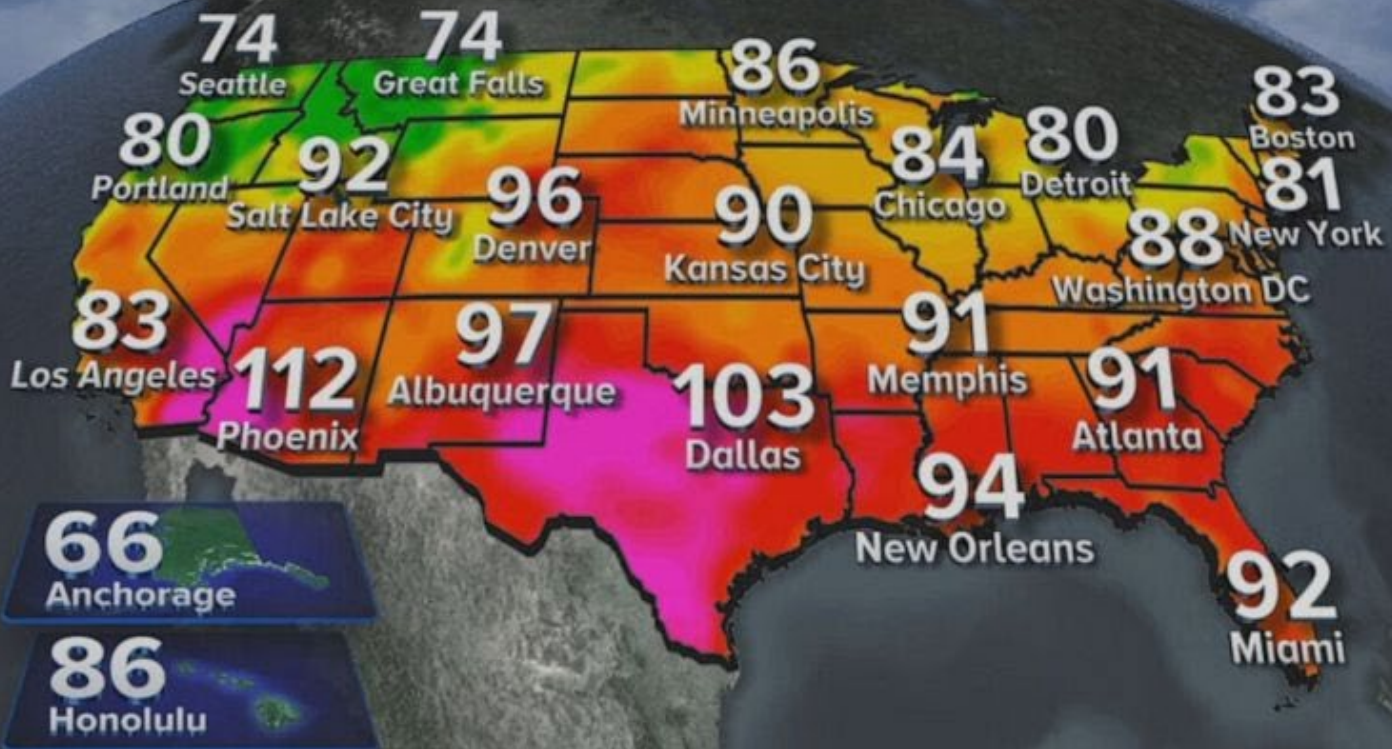 74
Seattle
74
Great Falls
86
Minneapolis
83
Boston
80
Portland
92
Salt Lake City
96
Denver
90
Kansas City
84
Chicago
80
Detroit
81
New York
88
Washington DC
83
Los Angeles
112
Phoenix
97
Albuquerque
103
Dallas
91
Memphis
91
Atlanta
94
New Orleans
92
Miami
66
Anchorage
86
Honolulu